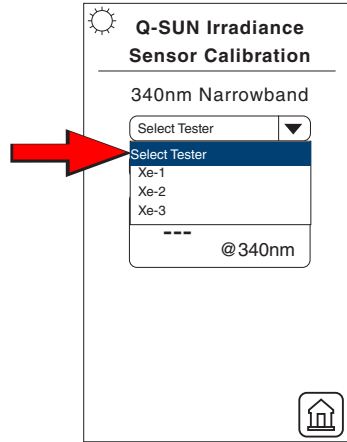 Q-SUN Irradiance
Sensor Calibration
340nm Narrowband
Select Tester
Select Tester
Xe-1
Xe-2
Xe-3
---
@340nm